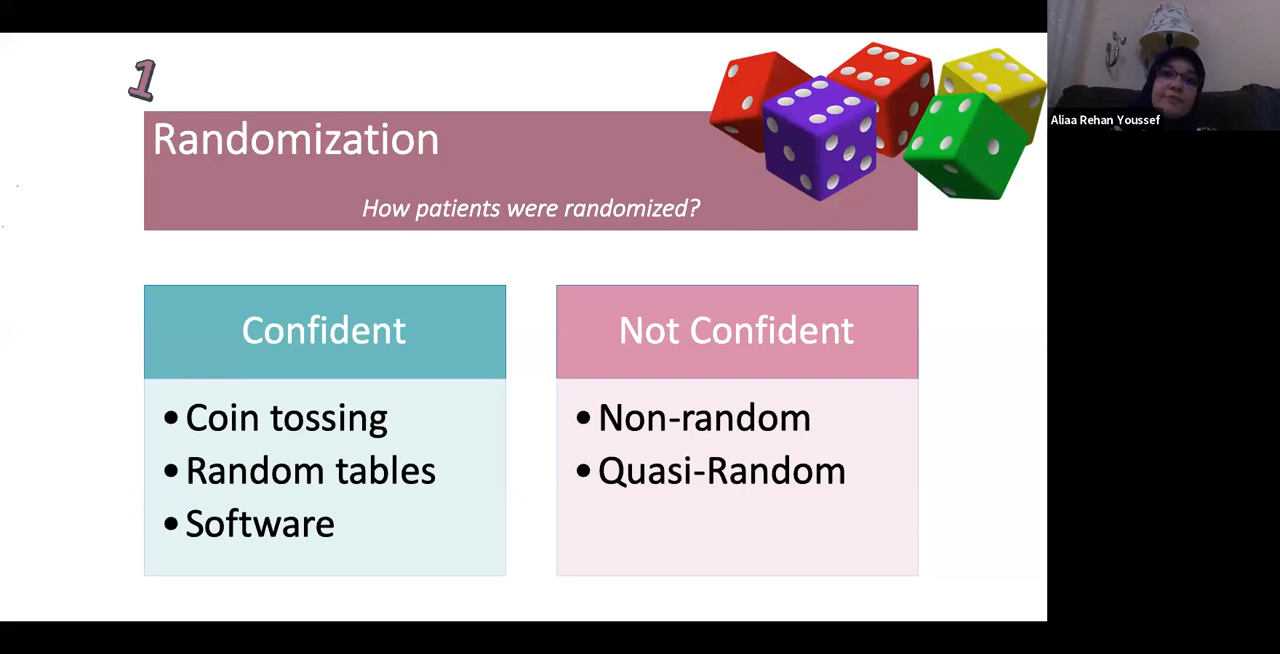 1
Randomization
How patients were randomized?
Confident
• Coin tossing
• Random tables
• Software
Not Confident
• Non-random
• Quasi-Random
Aliaa Rehan Youssef